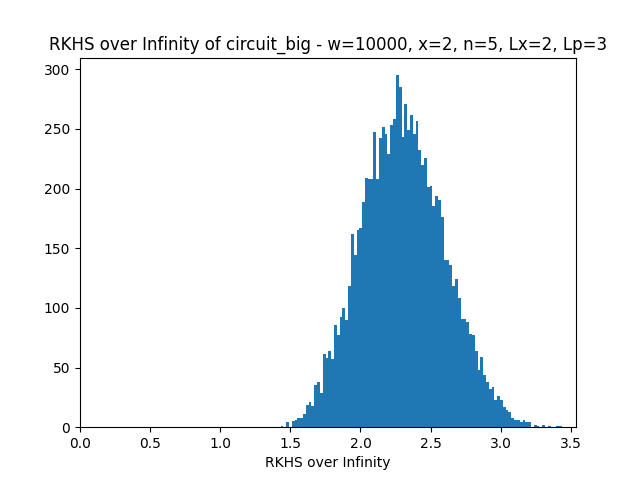 RKHS over Infinity of circuit_big - w=10000, x=2, n=5, Lx=2, Lp=3
300
250
200
150
100
50
0
0.0 0.5 1.0 1.5 2.0 2.5 3.0 3.5
RKHS over Infinity